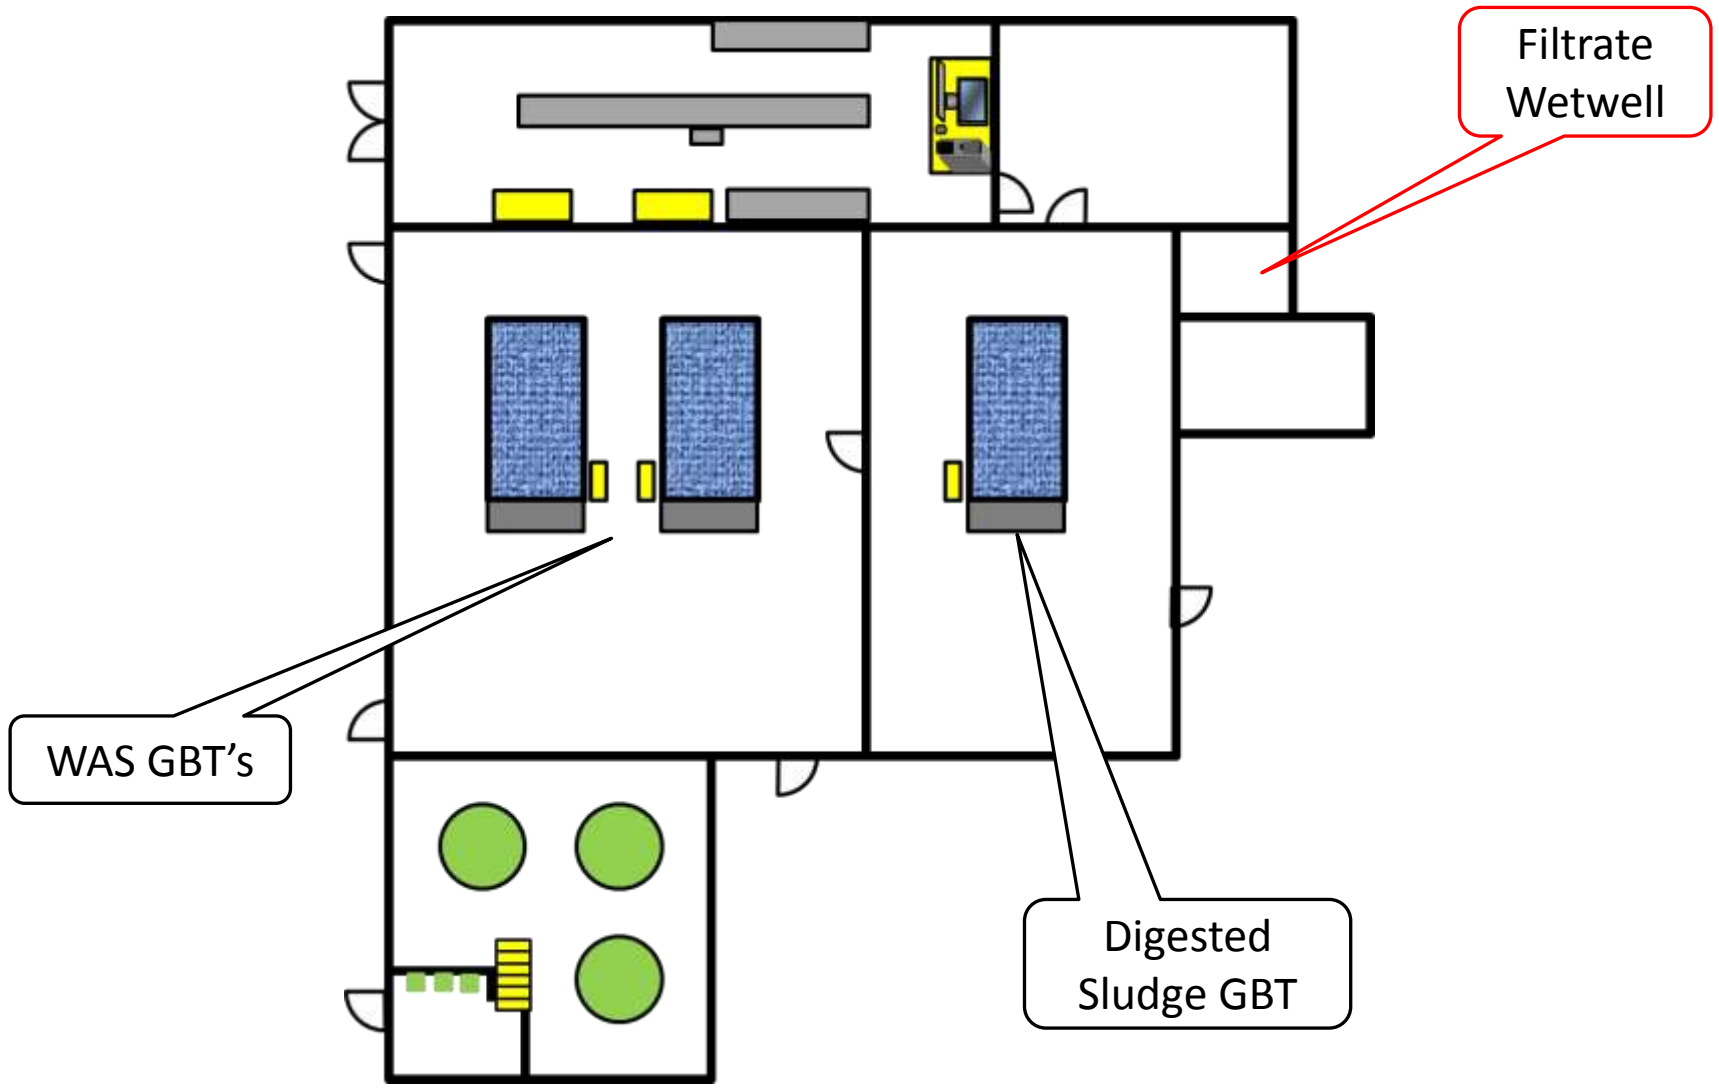 Filtrate
Wetwell
WAS GBT’s
Digested
Sludge GBT